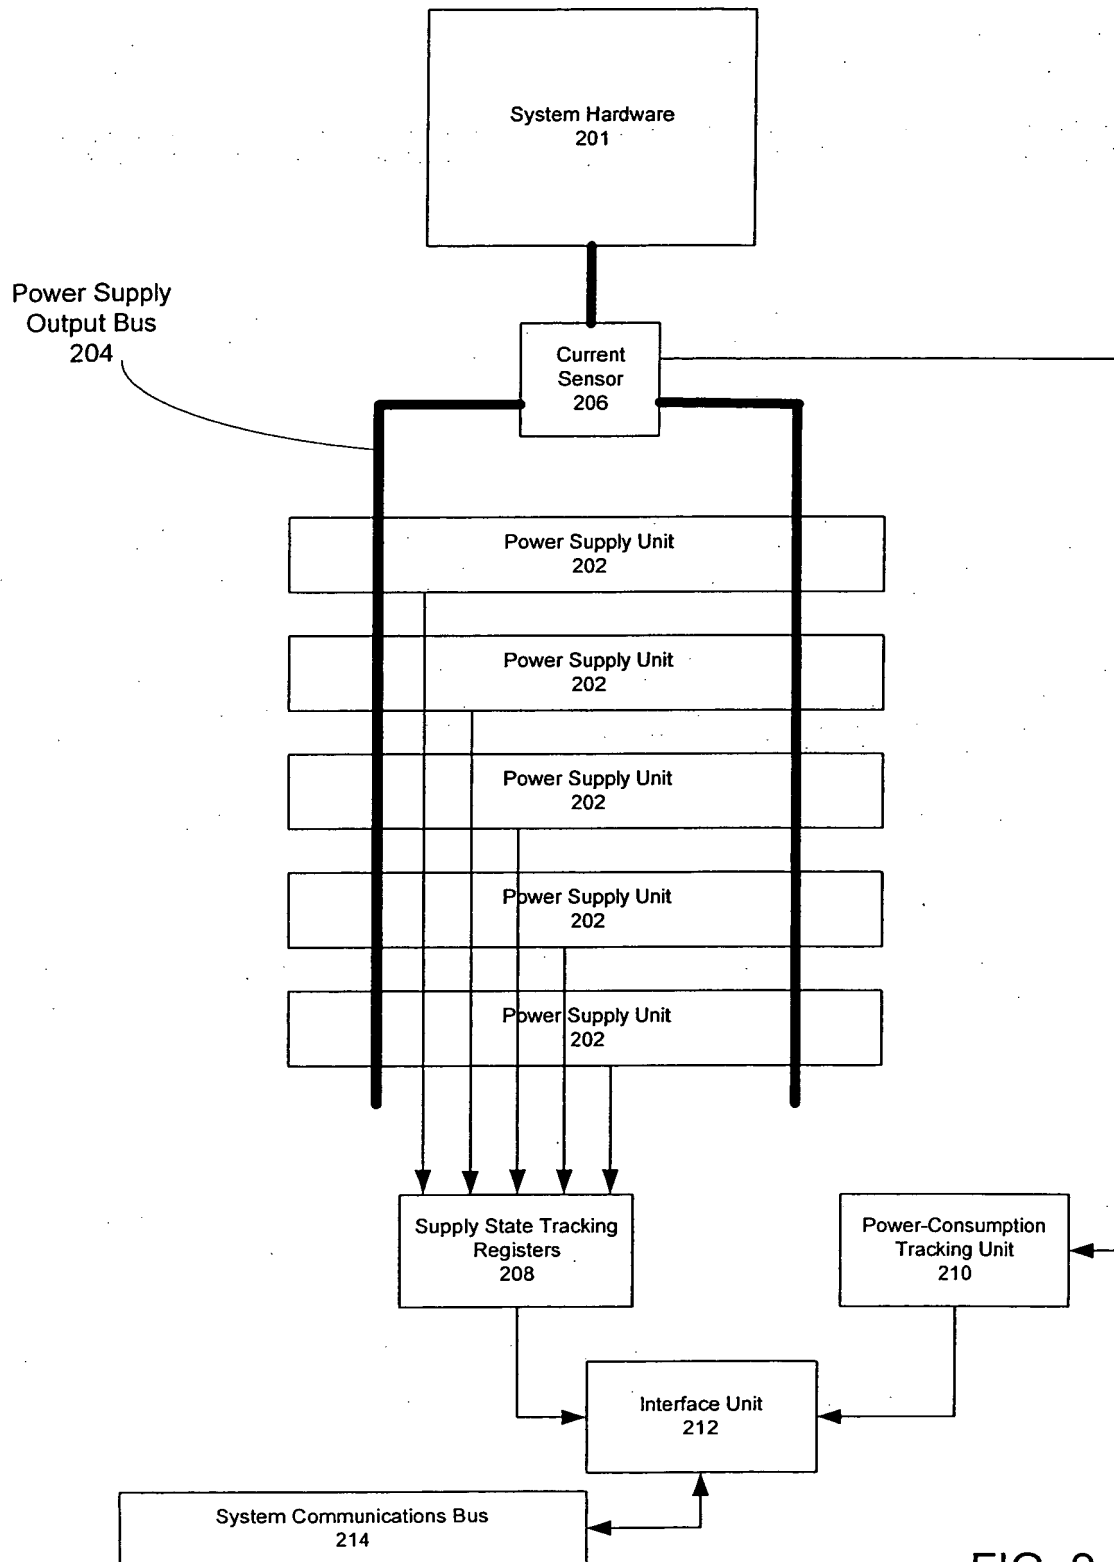 System Hardware
201
Power Supply
Output Bus
204
Current
Sensor
206
Power Supply Unit
202
Power Supply Unit
202
Power Supply Unit
202
Power Supply Unit
202
Power Supply Unit
202
Supply State Tracking
Registers
208
Power-Consumption
Tracking Unit
210
Interface Unit
212
System Communications Bus
214
FIG.